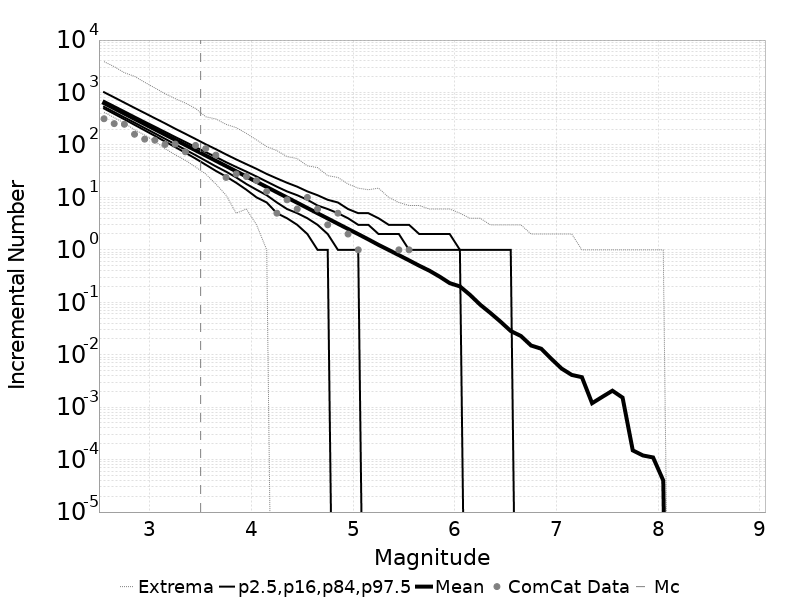 10^4
10^3
10^2
10^1
10^0
10^-1
10^-2
10^-3
10^-4
10^-5
Incremental Number
3 4 5 6 7 8 9
Magnitude
Extrema p2.5,p16,p84,p97.5 Mean ComCat Data Mc